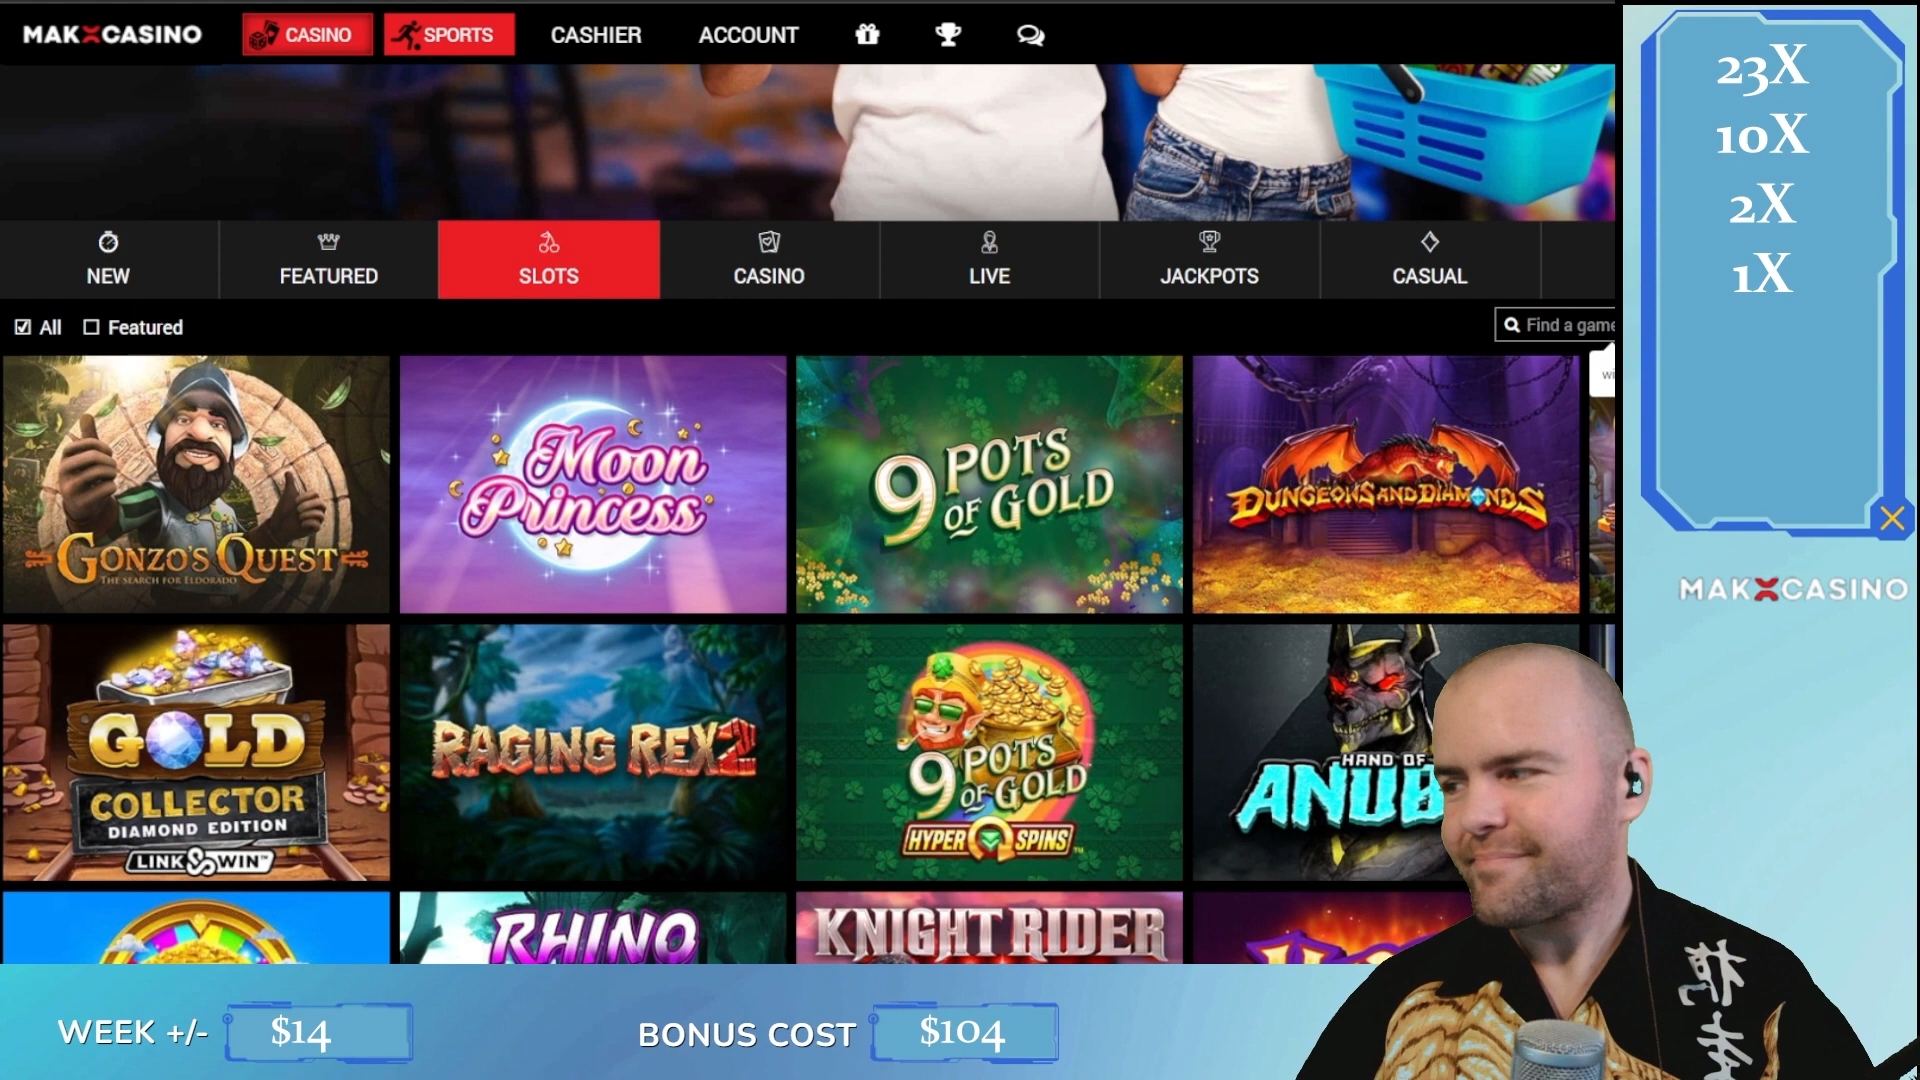 MAKXCASINO
CASINO
SPORTS
CASHIER
ACCOUNT
NEW
FEATURED
SLOTS
CASINO
LIVE
JACKPOTS
CASUAL
All
Featured
Find a game
GONZO'S QUEST
THE SEARCH FOR ELDORADO
Moon
Princess
9 POTS
OF GOLD
DUNGEONS AND DIAMONDS
GOLD
COLLECTOR
DIAMOND EDITION
LINK&WIN™
RAGING REX 2
9 POTS
OF GOLD
HYPER SPINS™
HAND OF
ANUB
RHINO
KNIGHT RIDER
23X
10X
2X
1X
MAKXCASINO
WEEK +/-
$14
BONUS COST
$104